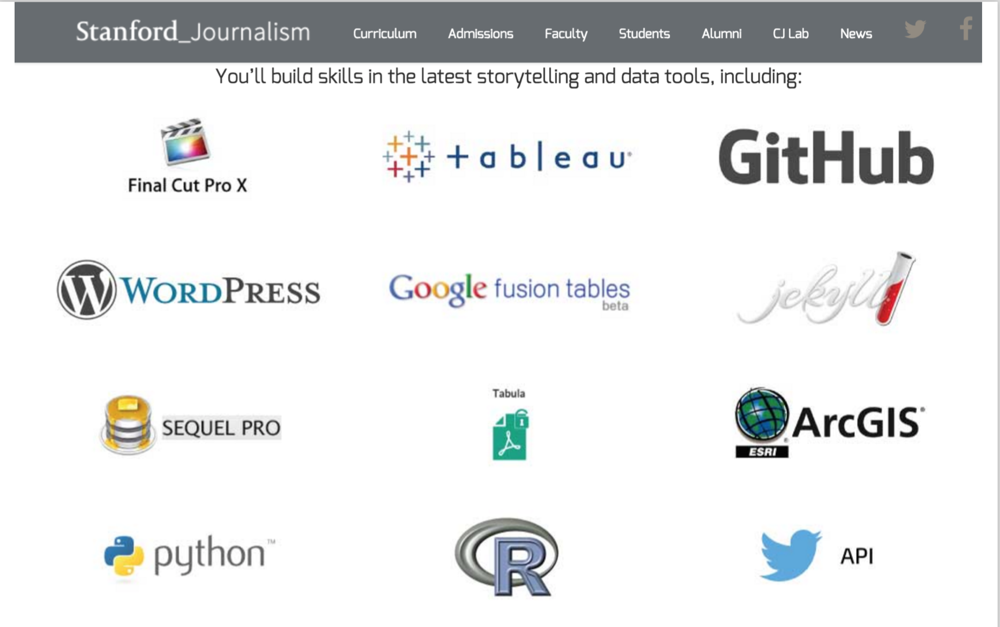 Stanford_Journalism Curriculum Admissions Faculty Students Alumni CJ Lab News
You'll build skills in the latest storytelling and data tools, including:
Final Cut Pro X
+ableau®
GitHub
WORDPRESS
Google fusion tables
beta
jekyll
SEQUEL PRO
Tabula
ArcGIS®
ESRI
python™
R
API